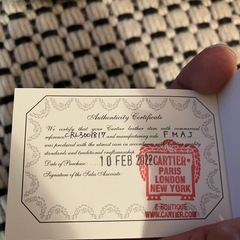 Authenticity Certificate
We certify that your Cartier leather item with commercial
reference CRL3001817 and manufacturing code FMAJ
was produced with the utmost care in accordance
standards and traditional craftsmanship.
Date of Purchase: 10 FEB 2022
Signature of the Sales Associate:
CARTIER
PARIS
LONDON
NEW YORK
E-BOUTIQUE
WWW.CARTIER.COM